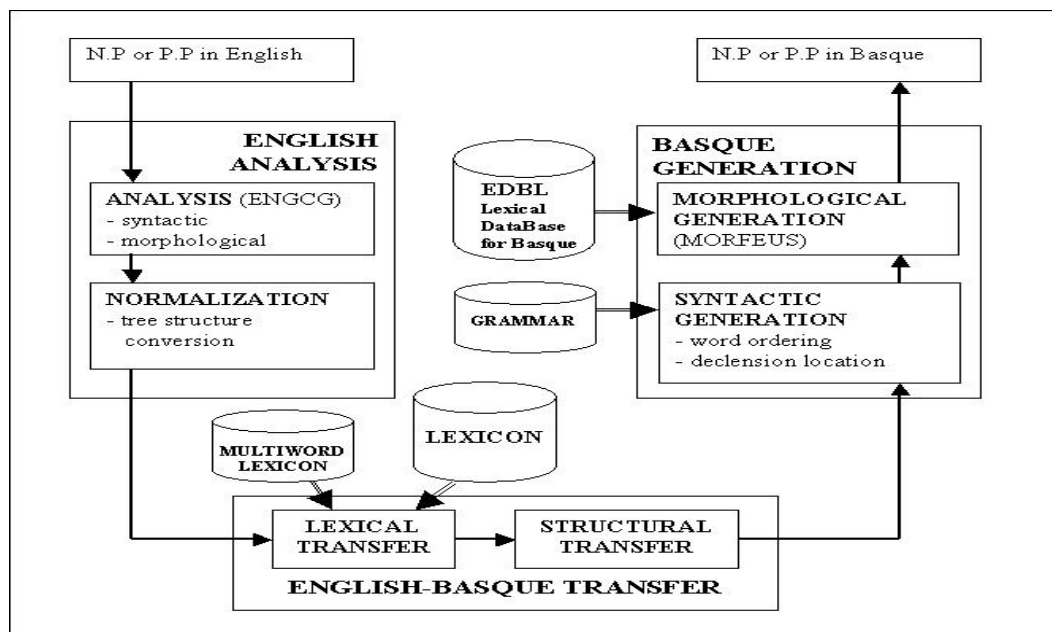 N.P or P.P in English
ENGLISH
ANALYSIS
ANALYSIS (ENGCG)
- syntactic
- morphological
NORMALIZATION
- tree structure
conversion
MULTIWORD
LEXICON
LEXICON
LEXICAL
TRANSFER
STRUCTURAL
TRANSFER
ENGLISH-BASQUE TRANSFER
EDBL
Lexical
DataBase
for Basque
GRAMMAR
N.P or P.P in Basque
BASQUE
GENERATION
MORPHOLOGICAL
GENERATION
(MORFEUS)
SYNTACTIC
GENERATION
- word ordering
- declension location